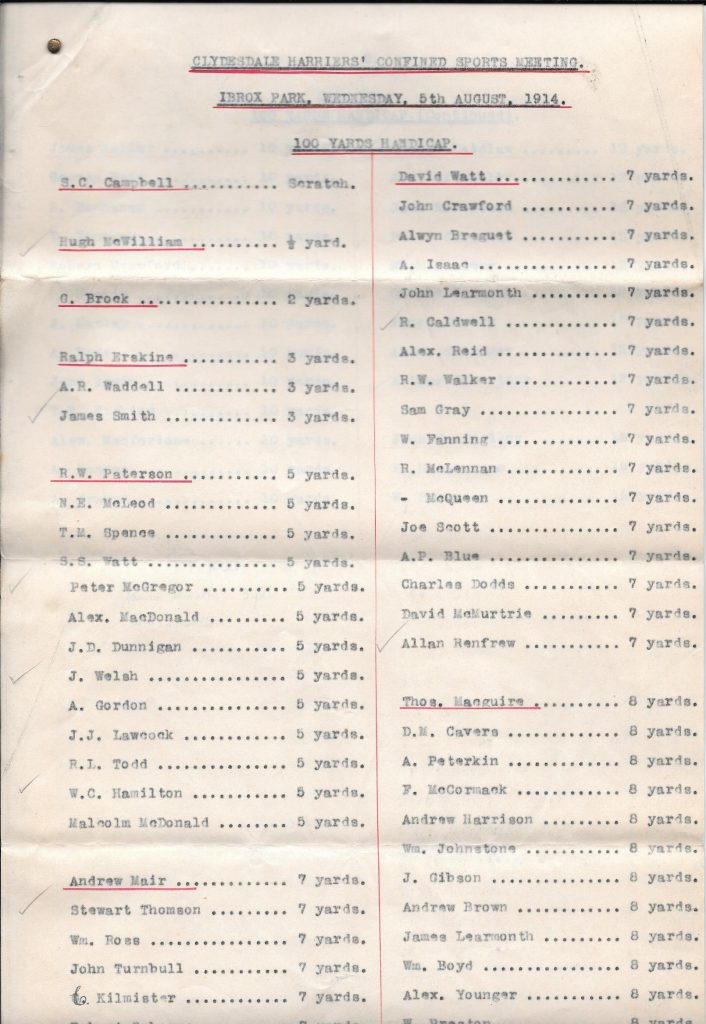 CLYDESDALE HARRIERS' CONFINED SPORTS MEETING.
IBROX PARK, WEDNESDAY, 5th AUGUST, 1914.
100 YARDS HANDICAP.
S.C. Campbell ........... Scratch.
Hugh McWilliam .......... ½ yard.
G. Brock ................ 2 yards.
Ralph Erskine ........... 3 yards.
A.R. Waddell ............ 3 yards.
James Smith ............. 3 yards.
R.W. Paterson ........... 5 yards.
N.E. McLeod ............. 5 yards.
T.M. Spence ............. 5 yards.
S.S. Watt ............... 5 yards.
Peter McGregor .......... 5 yards.
Alex. MacDonald ......... 5 yards.
J.D. Dunnigan ........... 5 yards.
J. Welsh ................ 5 yards.
A. Gordon ............... 5 yards.
J.J. Lawcock ............ 5 yards.
R.L. Todd ............... 5 yards.
W.C. Hamilton ........... 5 yards.
Malcolm McDonald ........ 5 yards.
Andrew Mair ............. 7 yards.
Stewart Thomson ......... 7 yards.
Wm. Ross ................ 7 yards.
John Turnbull ........... 7 yards.
Kilmister ............ 7 yards.
David Watt ............... 7 yards.
John Crawford ............ 7 yards.
Alwyn Breguet ............ 7 yards.
A. Isaac ................. 7 yards.
John Learmonth ........... 7 yards.
R. Caldwell .............. 7 yards.
Alex. Reid ............... 7 yards.
R.W. Walker .............. 7 yards.
Sam Gray ................. 7 yards.
W. Fanning ............... 7 yards.
R. McLennan .............. 7 yards.
McQueen ............... 7 yards.
Joe Scott ................ 7 yards.
A.P. Blue ................ 7 yards.
Charles Dodds ............ 7 yards.
David McMurtrie .......... 7 yards.
Allan Renfrew ............ 7 yards.
Thos. Macguire ........... 8 yards.
D.M. Cavers .............. 8 yards.
A. Peterkin .............. 8 yards.
F. McCormack ............. 8 yards.
Andrew Harrison .......... 8 yards.
Wm. Johnstone ............ 8 yards.
J. Gibson ................ 8 yards.
Andrew Brown ............. 8 yards.
James Learmonth .......... 8 yards.
Wm. Boyd ................. 8 yards.
Alex. Younger ............ 8 yards.